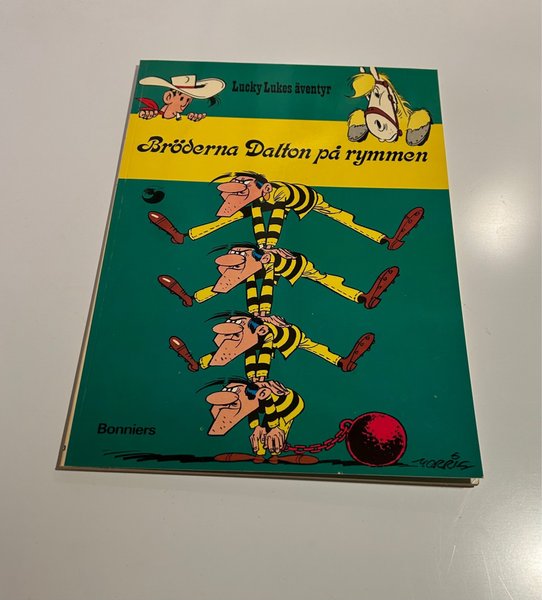 Lucky Lukes äventyr
Bröderna Dalton på rymmen
Bonniers
MORRIS